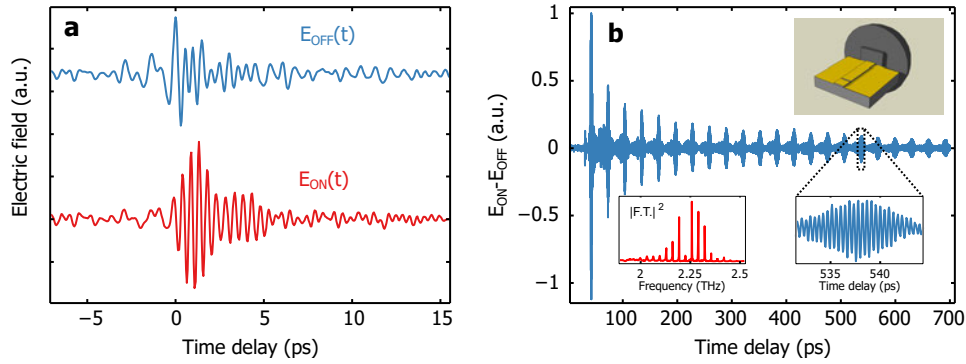 a
E_OFF(t)
E_ON(t)
Electric field (a.u.)
−5
0
5
10
15
Time delay (ps)
b
1
0.5
0
−0.5
−1
E_ON-E_OFF (a.u.)
|F.T.|²
2
2.25
2.5
Frequency (THz)
535
540
Time delay (ps)
100 200 300 400 500 600 700
Time delay (ps)